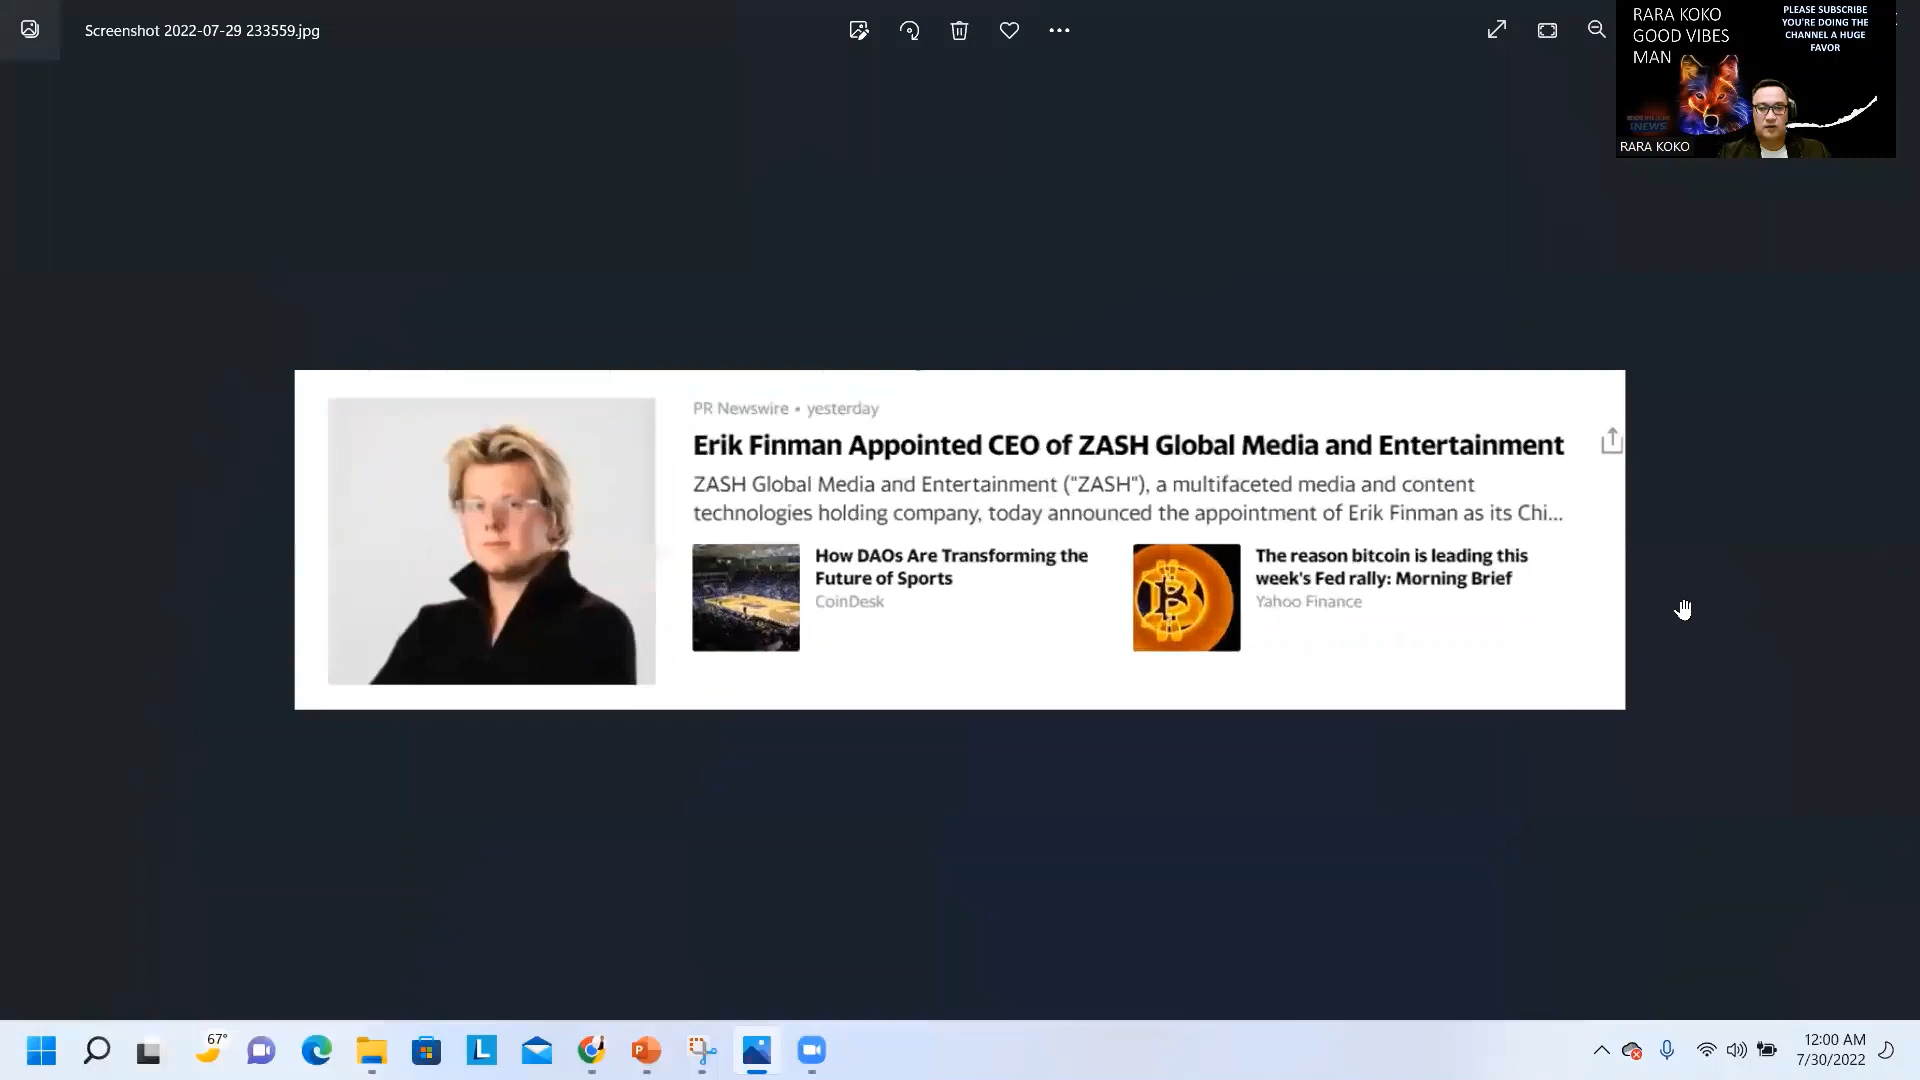 Screenshot 2022-07-29 233559.jpg
RARA KOKO
GOOD VIBES
MAN
PLEASE SUBSCRIBE
YOU'RE DOING THE
CHANNEL A HUGE
FAVOR
NEWS
RARA KOKO
PR Newswire • yesterday
Erik Finman Appointed CEO of ZASH Global Media and Entertainment
ZASH Global Media and Entertainment ("ZASH"), a multifaceted media and content
technologies holding company, today announced the appointment of Erik Finman as its Chi...
How DAOs Are Transforming the
Future of Sports
CoinDesk
The reason bitcoin is leading this
week's Fed rally: Morning Brief
Yahoo Finance
67°
12:00 AM
7/30/2022